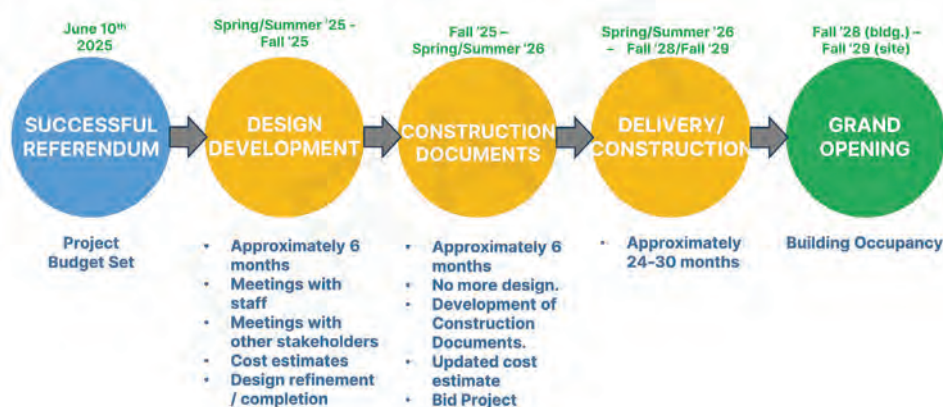 June 10th
2025
SUCCESSFUL
REFERENDUM
Project
Budget Set
Spring/Summer '25 -
Fall '25
DESIGN
DEVELOPMENT
• Approximately 6
months
• Meetings with
staff
• Meetings with
other stakeholders
• Cost estimates
• Design refinement
/ completion
Fall '25 –
Spring/Summer '26
CONSTRUCTION
DOCUMENTS
• Approximately 6
months
• No more design.
• Development of
Construction
Documents.
• Updated cost
estimate
• Bid Project
Spring/Summer '26
– Fall '28/Fall '29
DELIVERY/
CONSTRUCTION
• Approximately
24-30 months
Fall '28 (bldg.) –
Fall '29 (site)
GRAND
OPENING
Building Occupancy